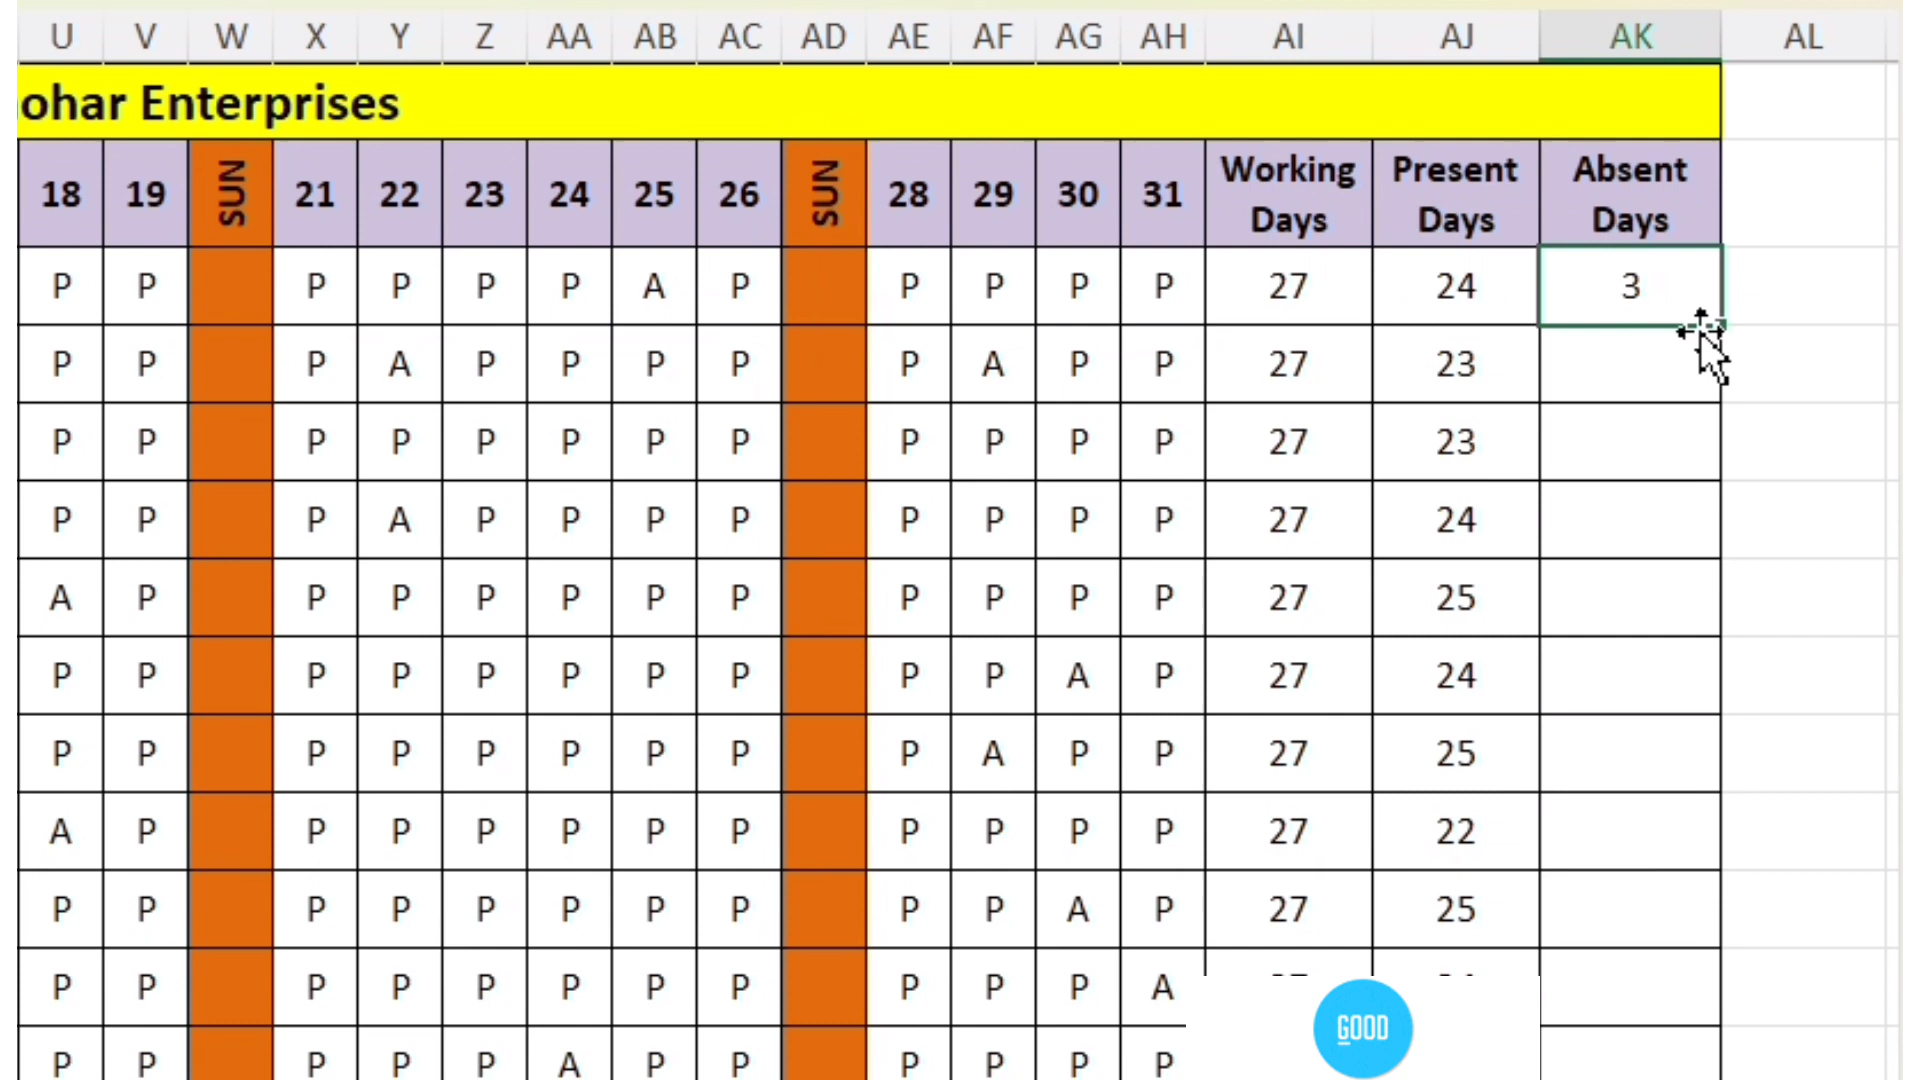 U V W X Y Z AA AB AC AD AE AF AG AH AI AJ AK AL
ohar Enterprises
18 19 SUN 21 22 23 24 25 26 SUN 28 29 30 31 Working Days Present Days Absent Days
P P P P P P A P P P P P 27 24 3
P P P A P P P P P A P P 27 23
P P P P P P P P P P P P 27 23
P P P A P P P P P P P P 27 24
A P P P P P P P P P P P 27 25
P P P P P P P P P P A P 27 24
P P P P P P P P P A P P 27 25
A P P P P P P P P P P P 27 22
P P P P P P P P P P A P 27 25
P P P P P P P P P P P A
P P P P P A P P P P P P
GOOD